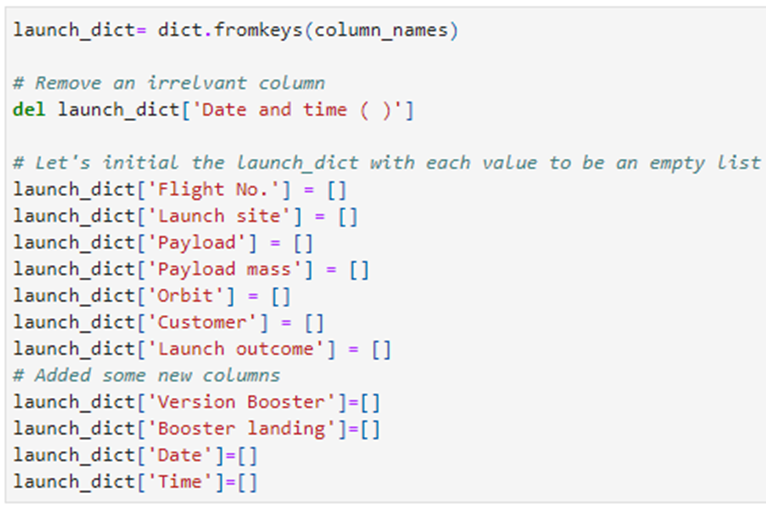 launch_dict= dict.fromkeys(column_names)
# Remove an irrelvant column
del launch_dict['Date and time ( )']
# Let's initial the launch_dict with each value to be an empty list
launch_dict['Flight No.'] = []
launch_dict['Launch site'] = []
launch_dict['Payload'] = []
launch_dict['Payload mass'] = []
launch_dict['Orbit'] = []
launch_dict['Customer'] = []
launch_dict['Launch outcome'] = []
# Added some new columns
launch_dict['Version Booster']=[]
launch_dict['Booster landing']=[]
launch_dict['Date']=[]
launch_dict['Time']=[]